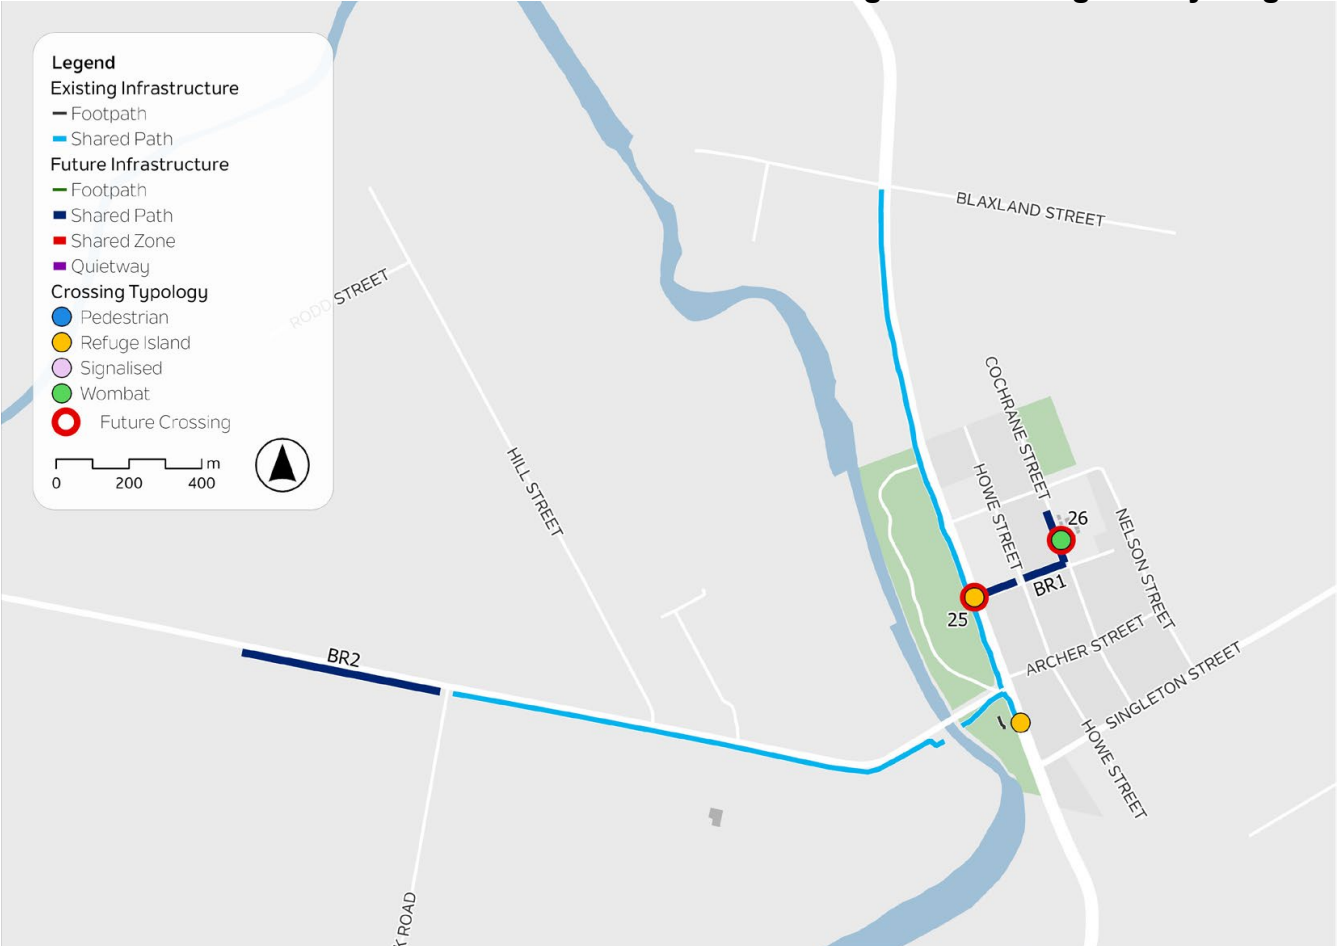 Legend
Existing Infrastructure
Footpath
Shared Path
Future Infrastructure
Footpath
Shared Path
Shared Zone
Quietway
Crossing Typology
Pedestrian
Refuge Island
Signalised
Wombat
Future Crossing
m
0 200 400
BLAXLAND STREET
RODD STREET
COCHRANE STREET
HILL STREET
HOWE STREET
26
NELSON STREET
BR1
25
ARCHER STREET
BR2
SINGLETON STREET
HOWE STREET
ROAD